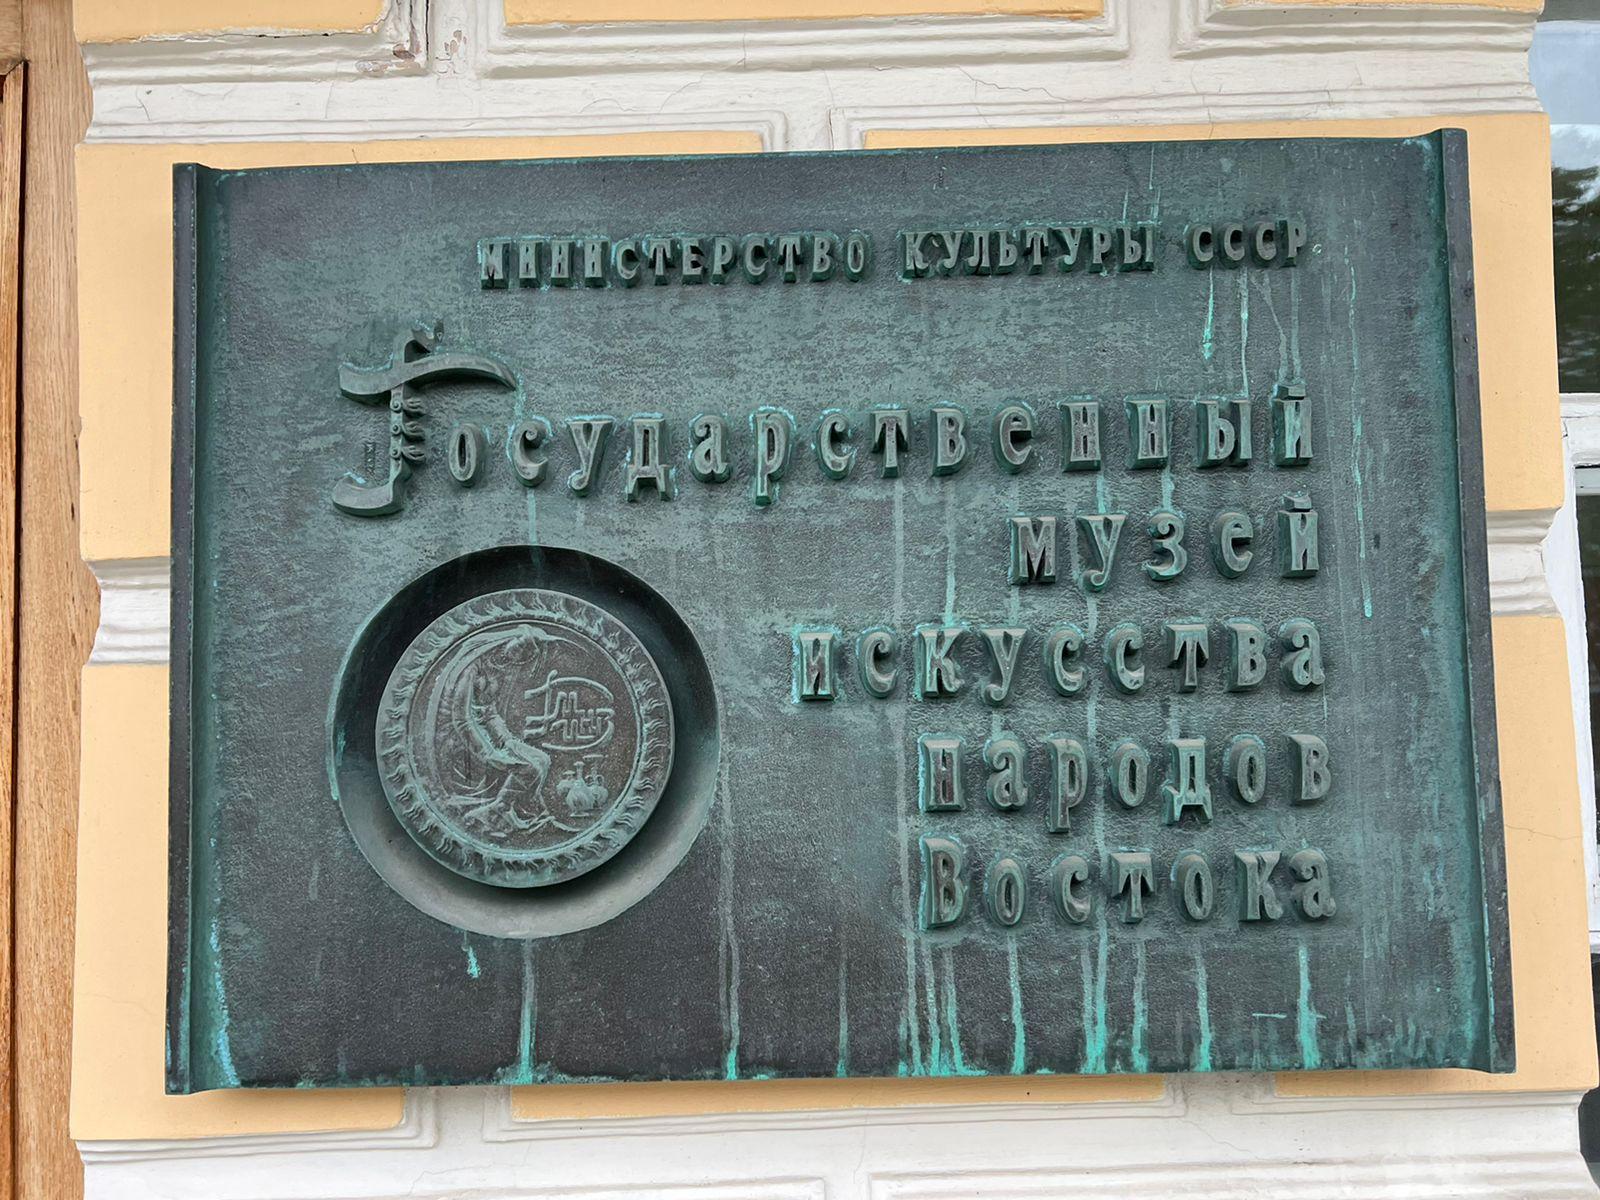 МИНИСТЕРСТВО КУЛЬТУРЫ СССР
Государственный
музей
искусства
народов
Востока